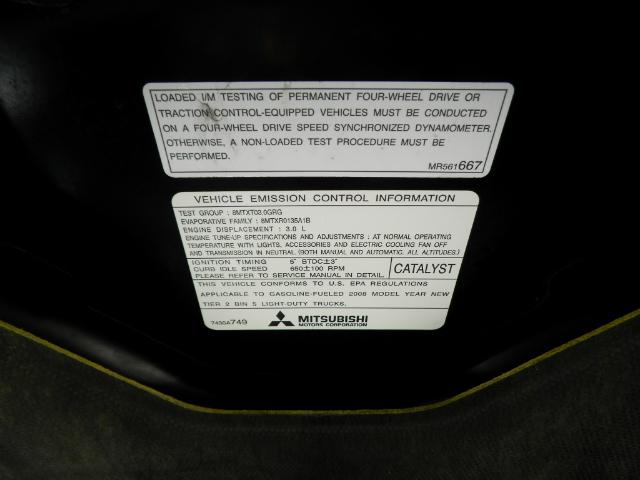 LOADED I/M TESTING OF PERMANENT FOUR-WHEEL DRIVE OR
TRACTION CONTROL-EQUIPPED VEHICLES MUST BE CONDUCTED
ON A FOUR-WHEEL DRIVE SPEED SYNCHRONIZED DYNAMOMETER.
OTHERWISE, A NON-LOADED TEST PROCEDURE MUST BE
PERFORMED.
MR561667
VEHICLE EMISSION CONTROL INFORMATION
TEST GROUP : 8MTXT03.0GRG
EVAPORATIVE FAMILY : 8MTXR0135A1B
ENGINE DISPLACEMENT : 3.0 L
ENGINE TUNE-UP SPECIFICATIONS : AT NORMAL OPERATING
TEMPERATURE WITH LIGHTS, ACCESSORIES AND ELECTRIC COOLING FAN OFF
AND TRANSMISSION IN NEUTRAL (BOTH MANUAL AND AUTOMATIC. ALL ALTITUDES.)
IGNITION TIMING 5° BTDC±3°
CURB IDLE SPEED 650±100 RPM
PLEASE REFER TO SERVICE MANUAL IN DETAIL.
CATALYST
THIS VEHICLE CONFORMS TO U.S. EPA REGULATIONS
APPLICABLE TO GASOLINE-FUELED 2008 MODEL YEAR NEW
TIER 2 BIN 5 LIGHT-DUTY TRUCKS.
7435A749
MITSUBISHI
MOTORS CORPORATION